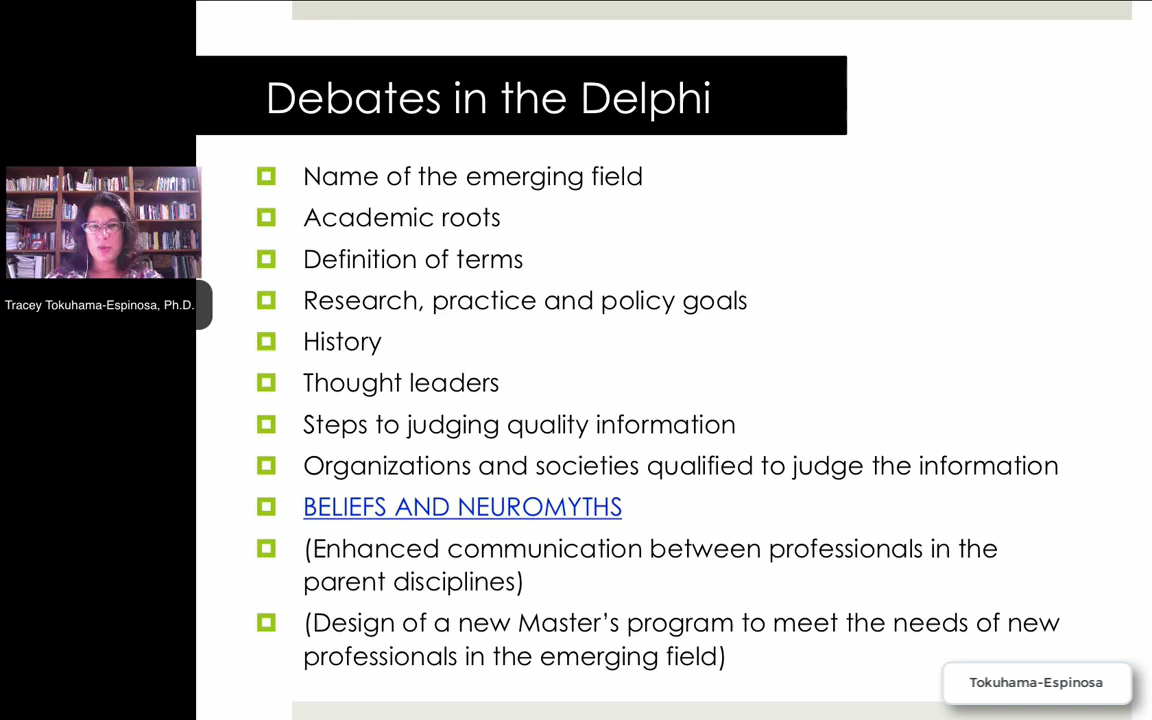 Debates in the Delphi
Name of the emerging field
Academic roots
Definition of terms
Research, practice and policy goals
History
Thought leaders
Steps to judging quality information
Organizations and societies qualified to judge the information
BELIEFS AND NEUROMYTHS
(Enhanced communication between professionals in the
parent disciplines)
(Design of a new Master’s program to meet the needs of new
professionals in the emerging field)
Tracey Tokuhama-Espinosa, Ph.D.
Tokuhama-Espinosa